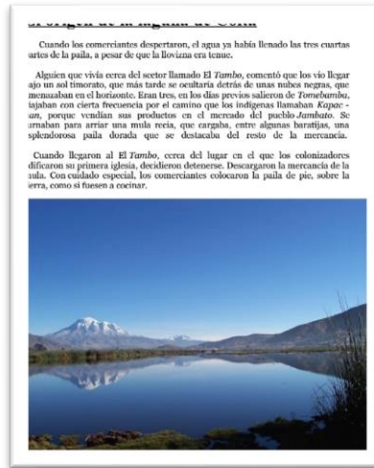 El origen de la laguna de Colta
Cuando los comerciantes despertaron, el agua ya había llenado las tres cuartas
artes de la paila, a pesar de que la llovizna era tenue.
Alguien que vivía cerca del sector llamado El Tambo, comentó que los vio llegar
ajo un sol timorato, que más tarde se ocultaría detrás de unas nubes negras, que
menazaban en el horizonte. Eran tres, en los días previos salieron de Tomebamba,
iajaban con cierta frecuencia por el camino que los indígenas llamaban Kapac -
an, porque vendían sus productos en el mercado del pueblo Jambato. Se
urnaban para arriar una mula recia, que cargaba, entre algunas baratijas, una
splendorosa paila dorada que se destacaba del resto de la mercancía.
Cuando llegaron al El Tambo, cerca del lugar en el que los colonizadores
dificaron su primera iglesia, decidieron detenerse. Descargaron la mercancía de la
ula. Con cuidado especial, los comerciantes colocaron la paila de pie, sobre la
ierra, como si fuesen a cocinar.